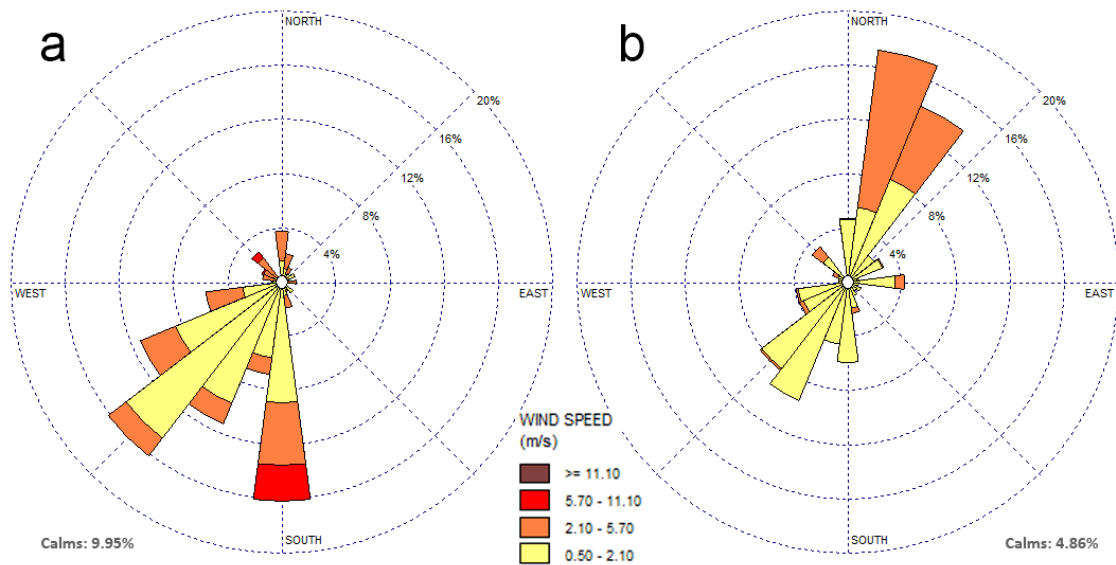 a
NORTH
20%
16%
12%
8%
4%
WEST
EAST
SOUTH
Calms: 9.95%
b
NORTH
20%
16%
12%
8%
4%
WEST
EAST
SOUTH
Calms: 4.86%
WIND SPEED
(m/s)
>= 11.10
5.70 - 11.10
2.10 - 5.70
0.50 - 2.10